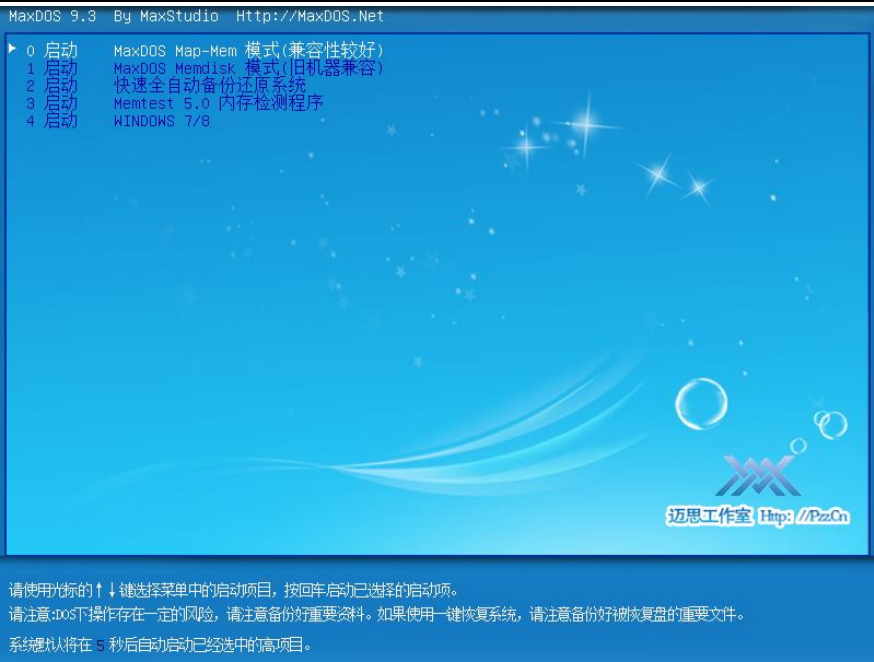 MaxDOS 9.3 By MaxStudio Http://MaxDOS.Net
0 启动 MaxDOS Map-Mem 模式(兼容性较好)
1 启动 MaxDOS Memdisk 模式(旧机器兼容)
2 启动 快速全自动备份还原系统
3 启动 Memtest 5.0 内存检测程序
4 启动 WINDOWS 7/8
迈思工作室 Http: //PzzCn
请使用光标的↑↓键选择菜单中的启动项目，按回车启动已选择的启动项。
请注意:DOS下操作存在一定的风险，请注意备份好重要资料。如果使用一键恢复系统，请注意备份好被恢复盘的重要文件。
系统默认将在 5 秒后自动启动已经选中的高项目。